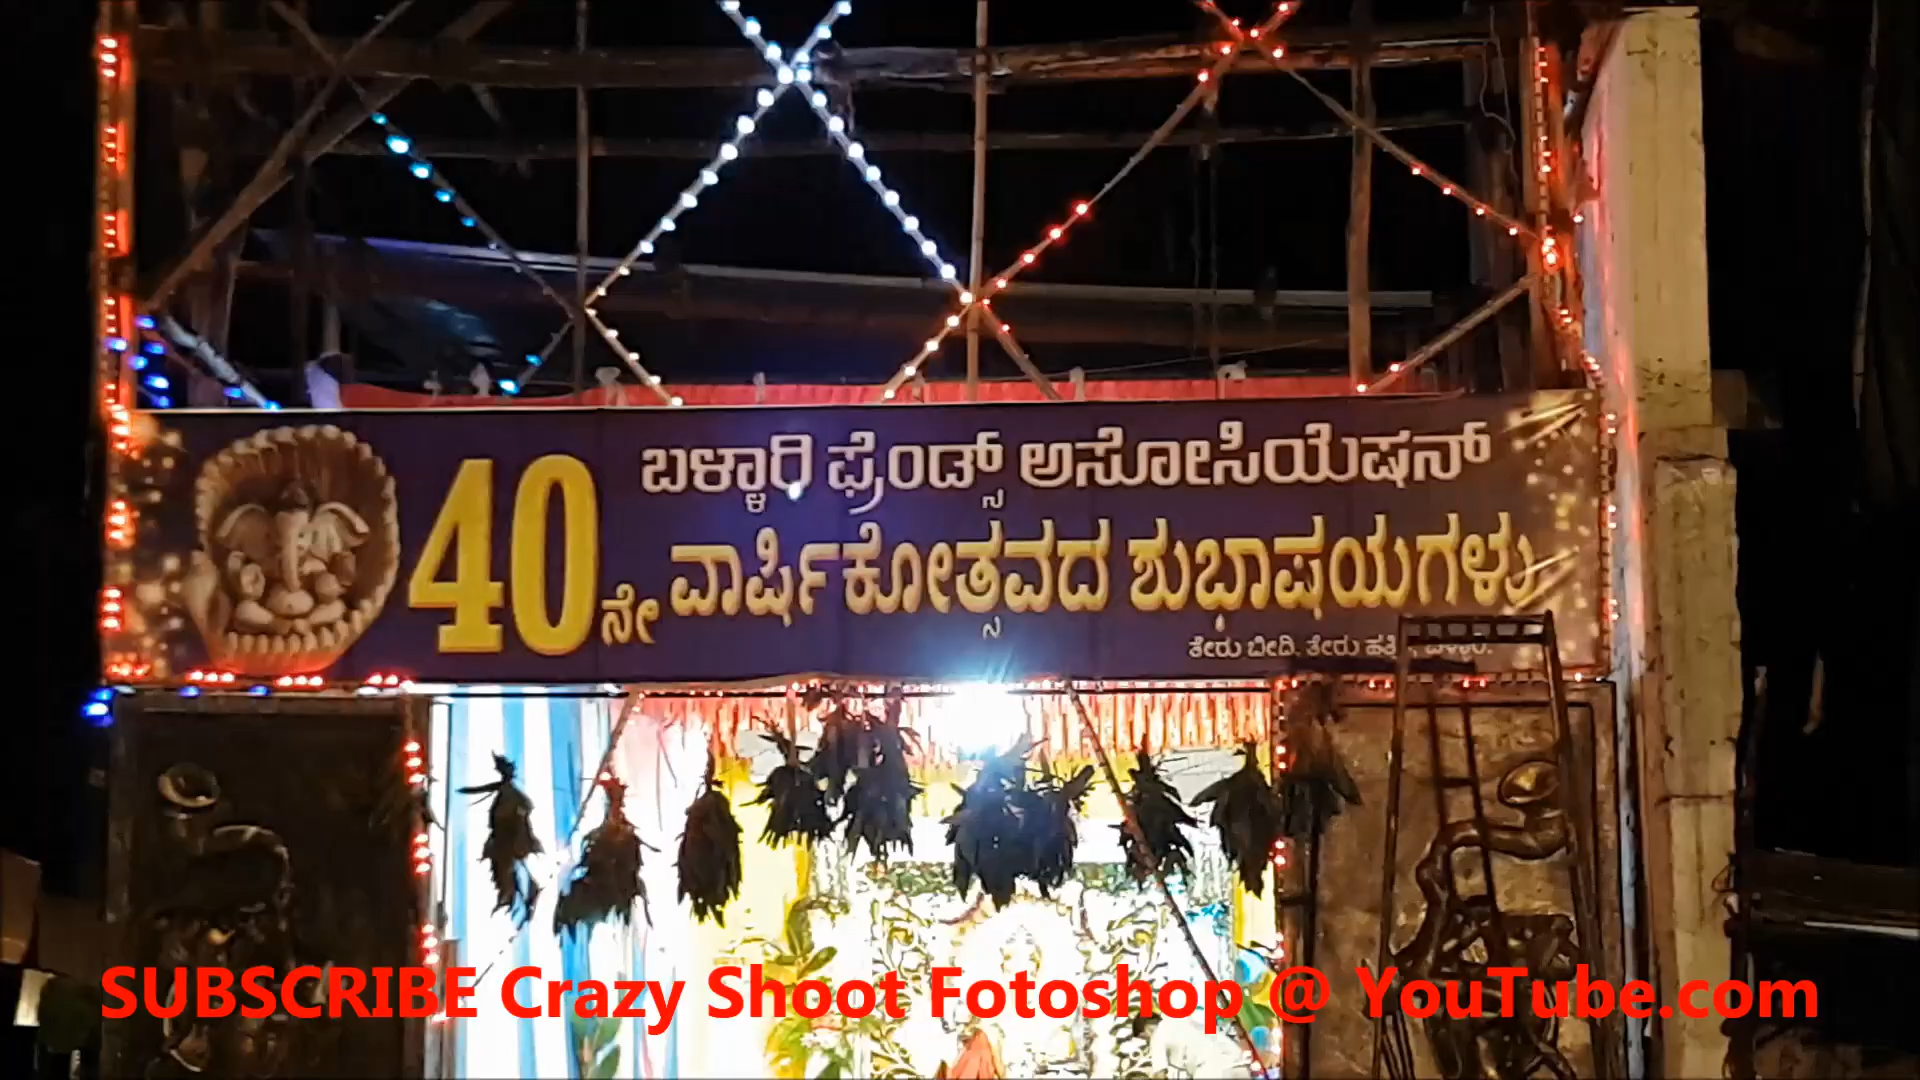 ಬಳ್ಳಾರಿ ಫ್ರೆಂಡ್ಸ್ ಅಸೋಸಿಯೆಷನ್
40ನೇ ವಾರ್ಷಿಕೋತ್ಸವದ ಶುಭಾಷಯಗಳು
ತೇರು ಬೀದಿ, ತೇರು
SUBSCRIBE Crazy Shoot Fotoshop @ YouTube.com